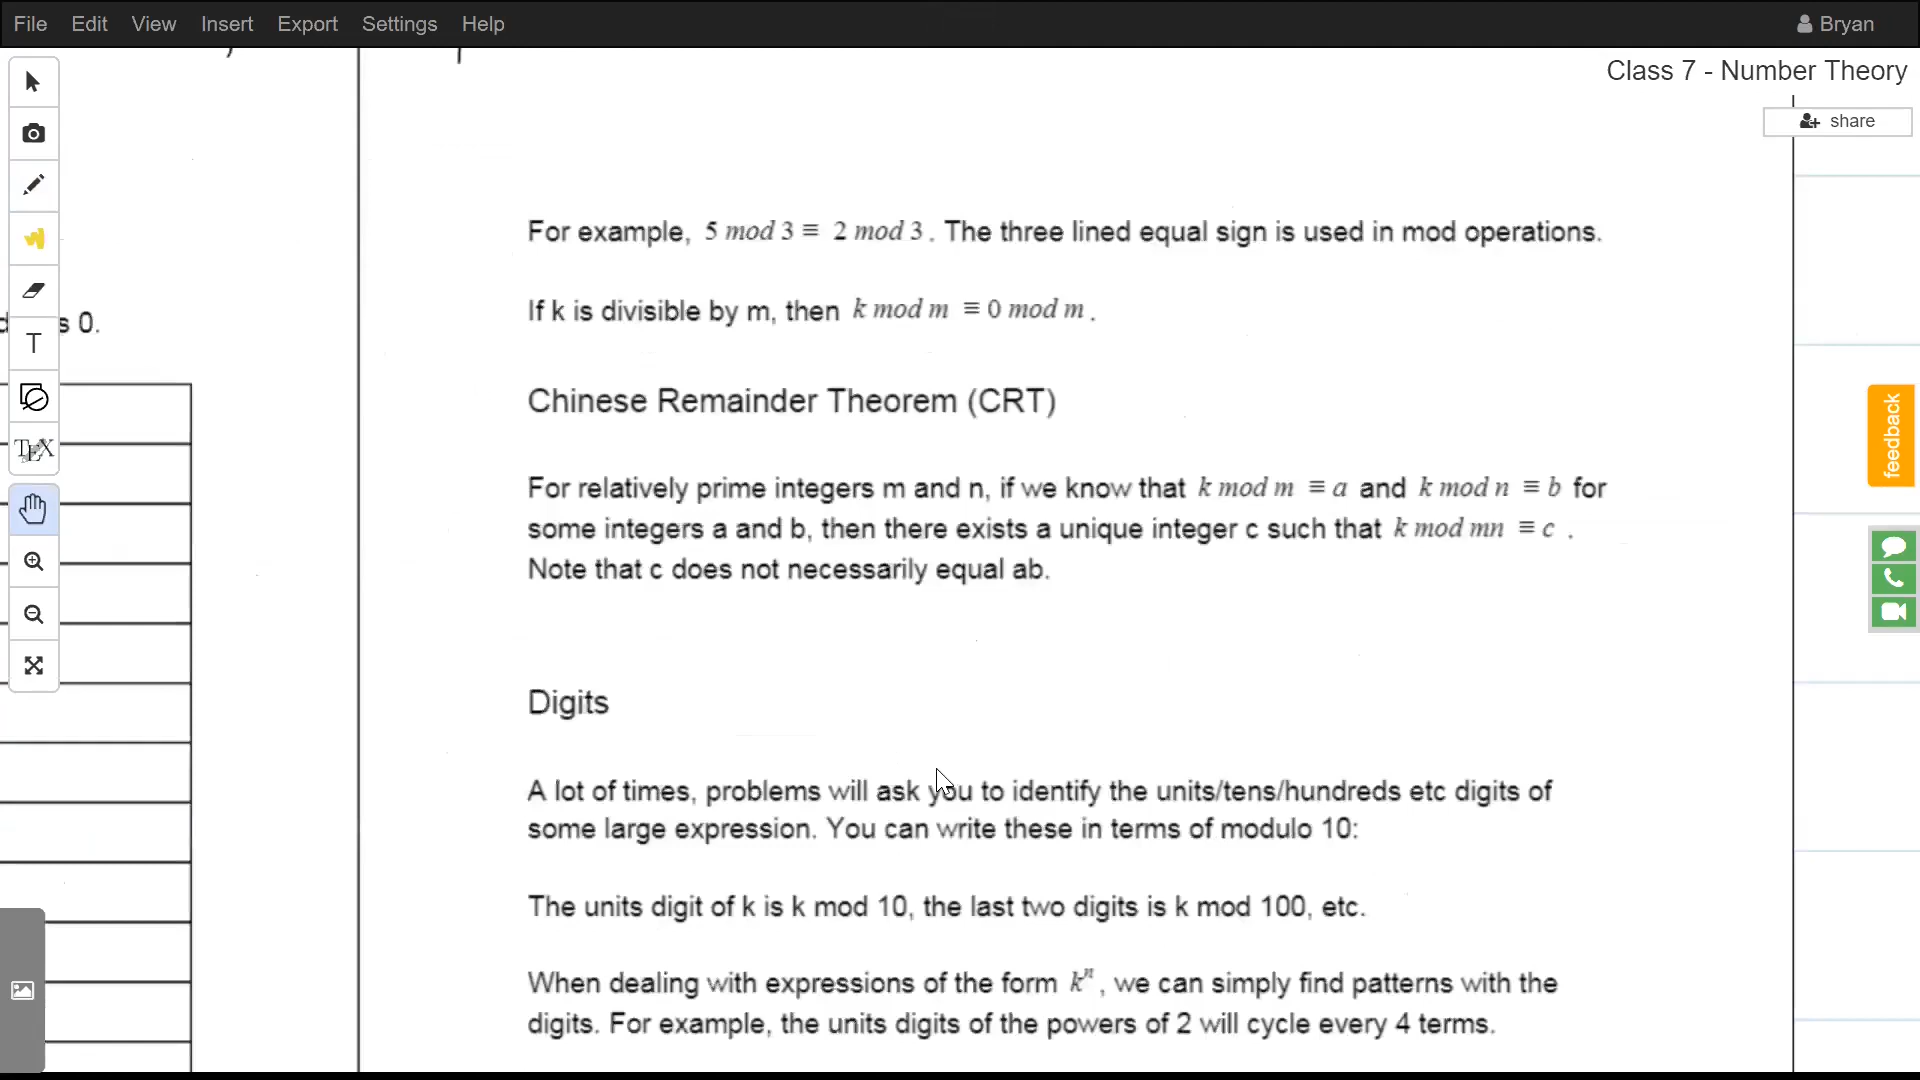 File Edit View Insert Export Settings Help Bryan
Class 7 - Number Theory
share
For example, 5 mod 3 ≡ 2 mod 3. The three lined equal sign is used in mod operations.
If k is divisible by m, then k mod m ≡ 0 mod m.
s 0.
T
Chinese Remainder Theorem (CRT)
feedback
TEX
For relatively prime integers m and n, if we know that k mod m ≡ a and k mod n ≡ b for
some integers a and b, then there exists a unique integer c such that k mod mn ≡ c .
Note that c does not necessarily equal ab.
Digits
A lot of times, problems will ask you to identify the units/tens/hundreds etc digits of
some large expression. You can write these in terms of modulo 10:
The units digit of k is k mod 10, the last two digits is k mod 100, etc.
When dealing with expressions of the form kⁿ, we can simply find patterns with the
digits. For example, the units digits of the powers of 2 will cycle every 4 terms.